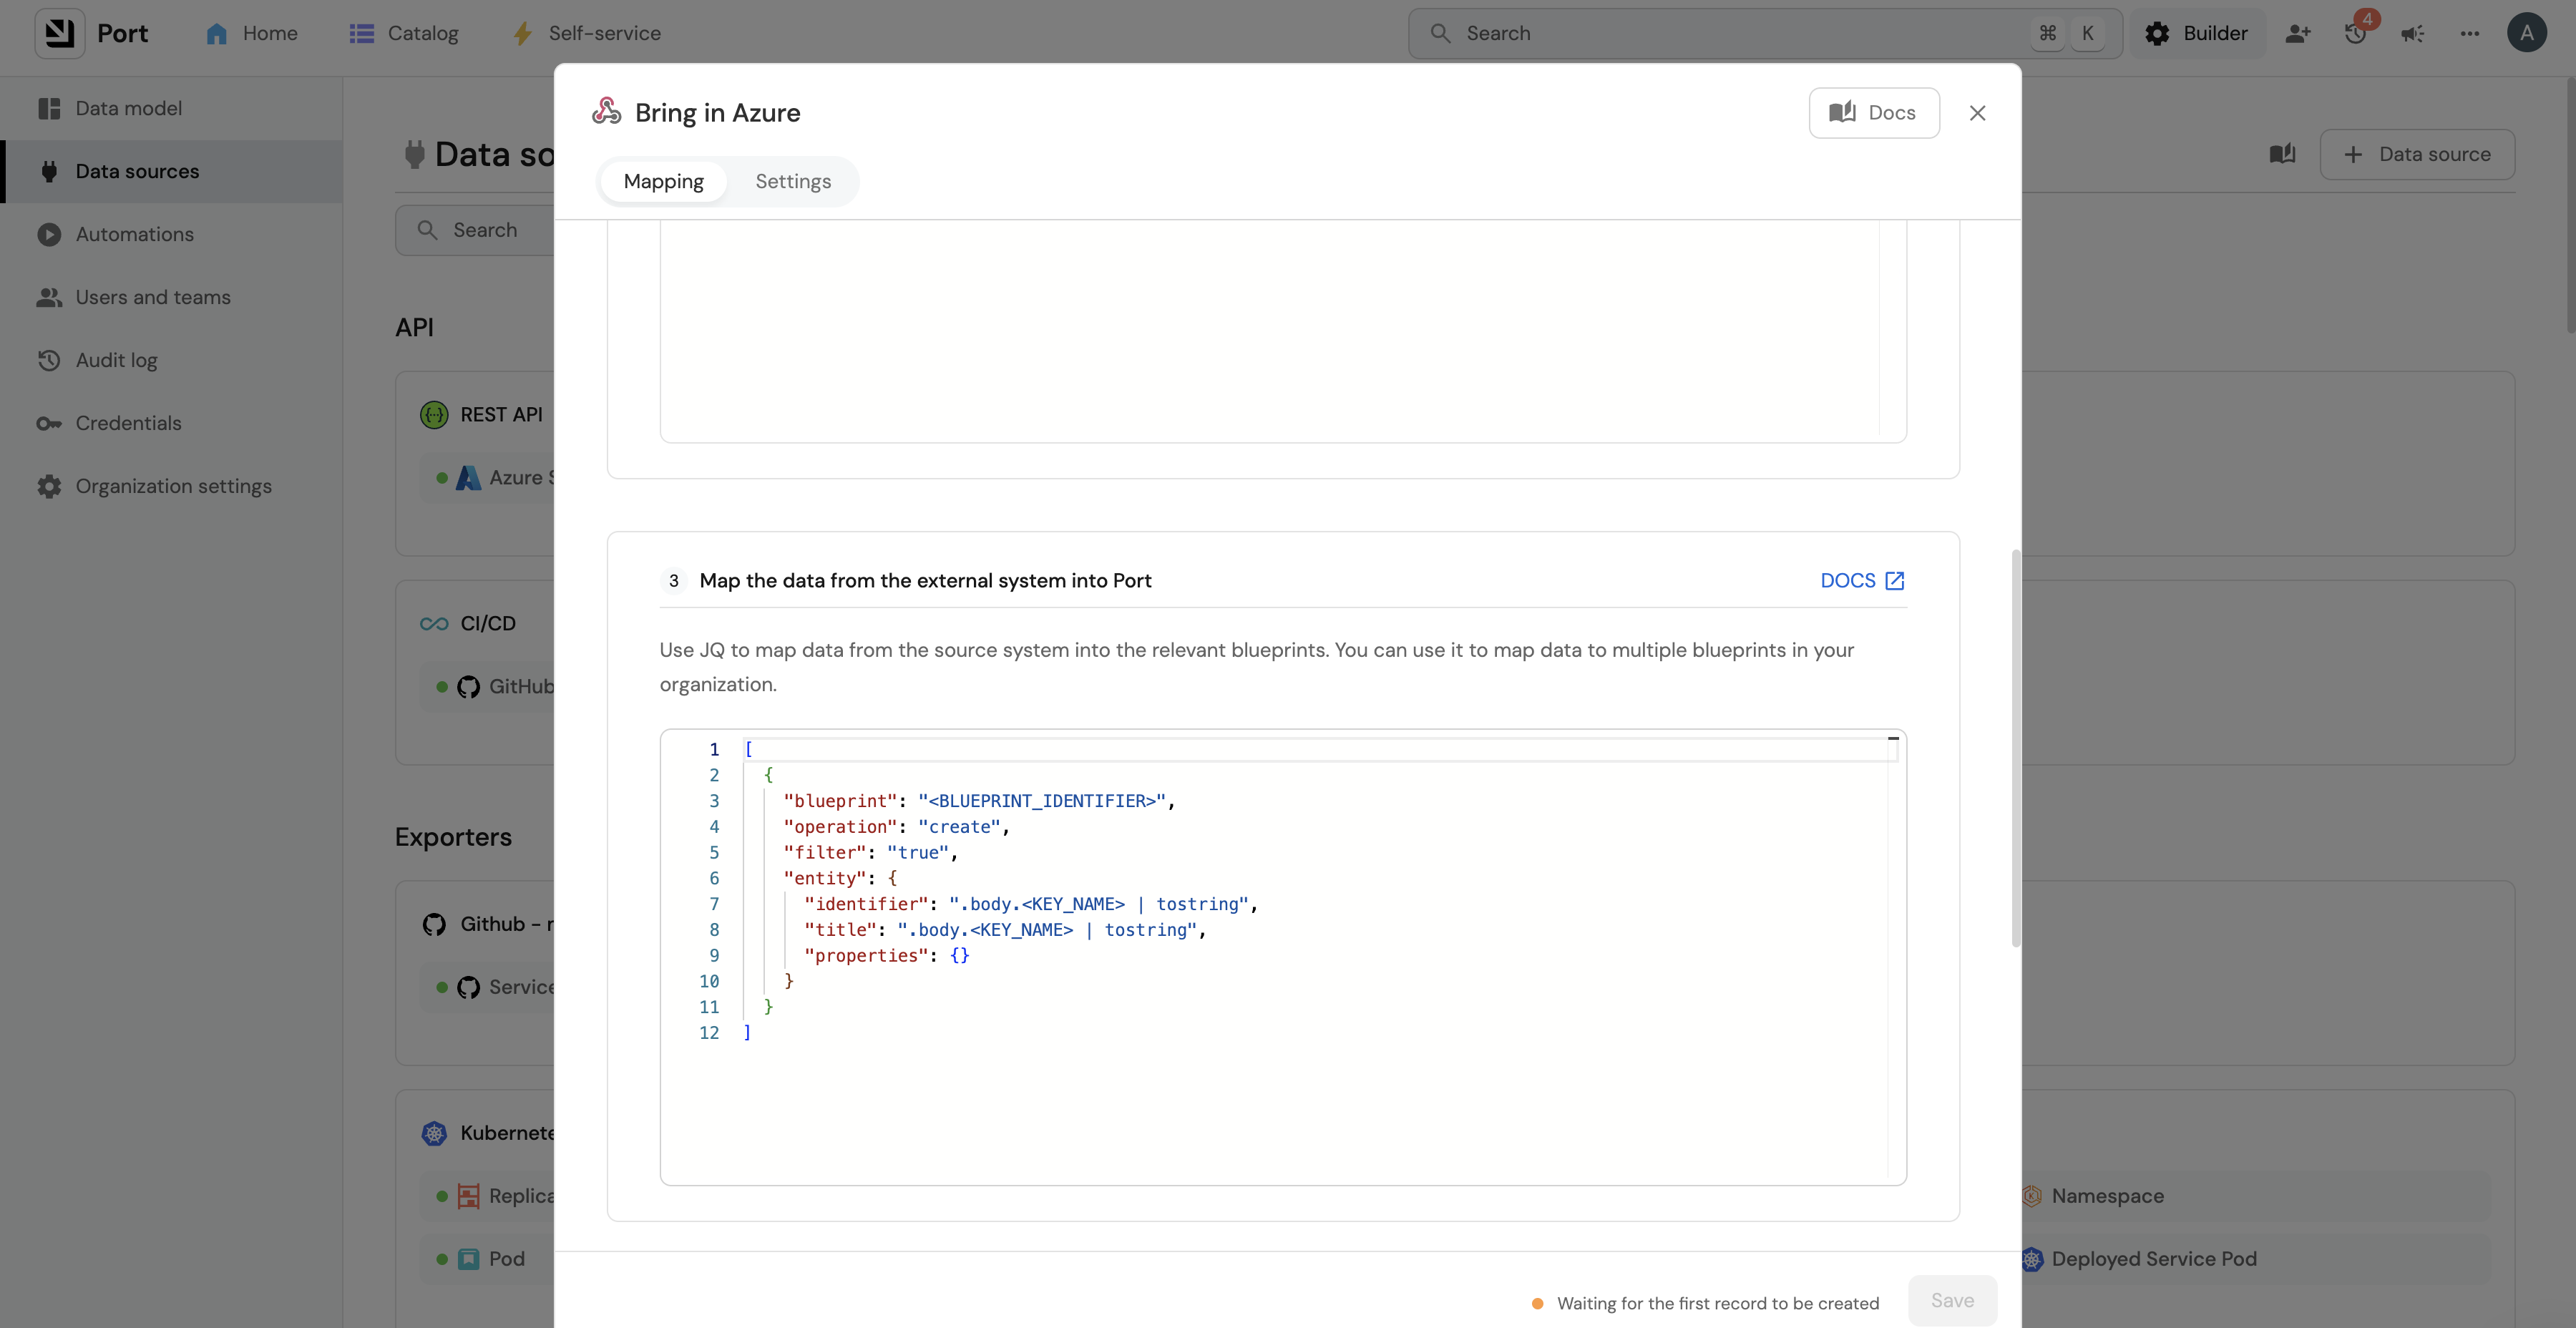 Port
Home
Catalog
Self-service
Search
⌘ K
Builder
4
A
Data model
Data sources
Automations
Users and teams
Audit log
Credentials
Organization settings
Data so
Data source
Search
API
REST API
Azure S
CI/CD
GitHub
Exporters
Github - r
Service
Kubernete
Replica
Pod
Namespace
Deployed Service Pod
Bring in Azure
Docs
Mapping
Settings
3 Map the data from the external system into Port
DOCS
Use JQ to map data from the source system into the relevant blueprints. You can use it to map data to multiple blueprints in your
organization.
1 [
2 {
3 "blueprint": "<BLUEPRINT_IDENTIFIER>",
4 "operation": "create",
5 "filter": "true",
6 "entity": {
7 "identifier": ".body.<KEY_NAME> | tostring",
8 "title": ".body.<KEY_NAME> | tostring",
9 "properties": {}
10 }
11 }
12 ]
Waiting for the first record to be created
Save